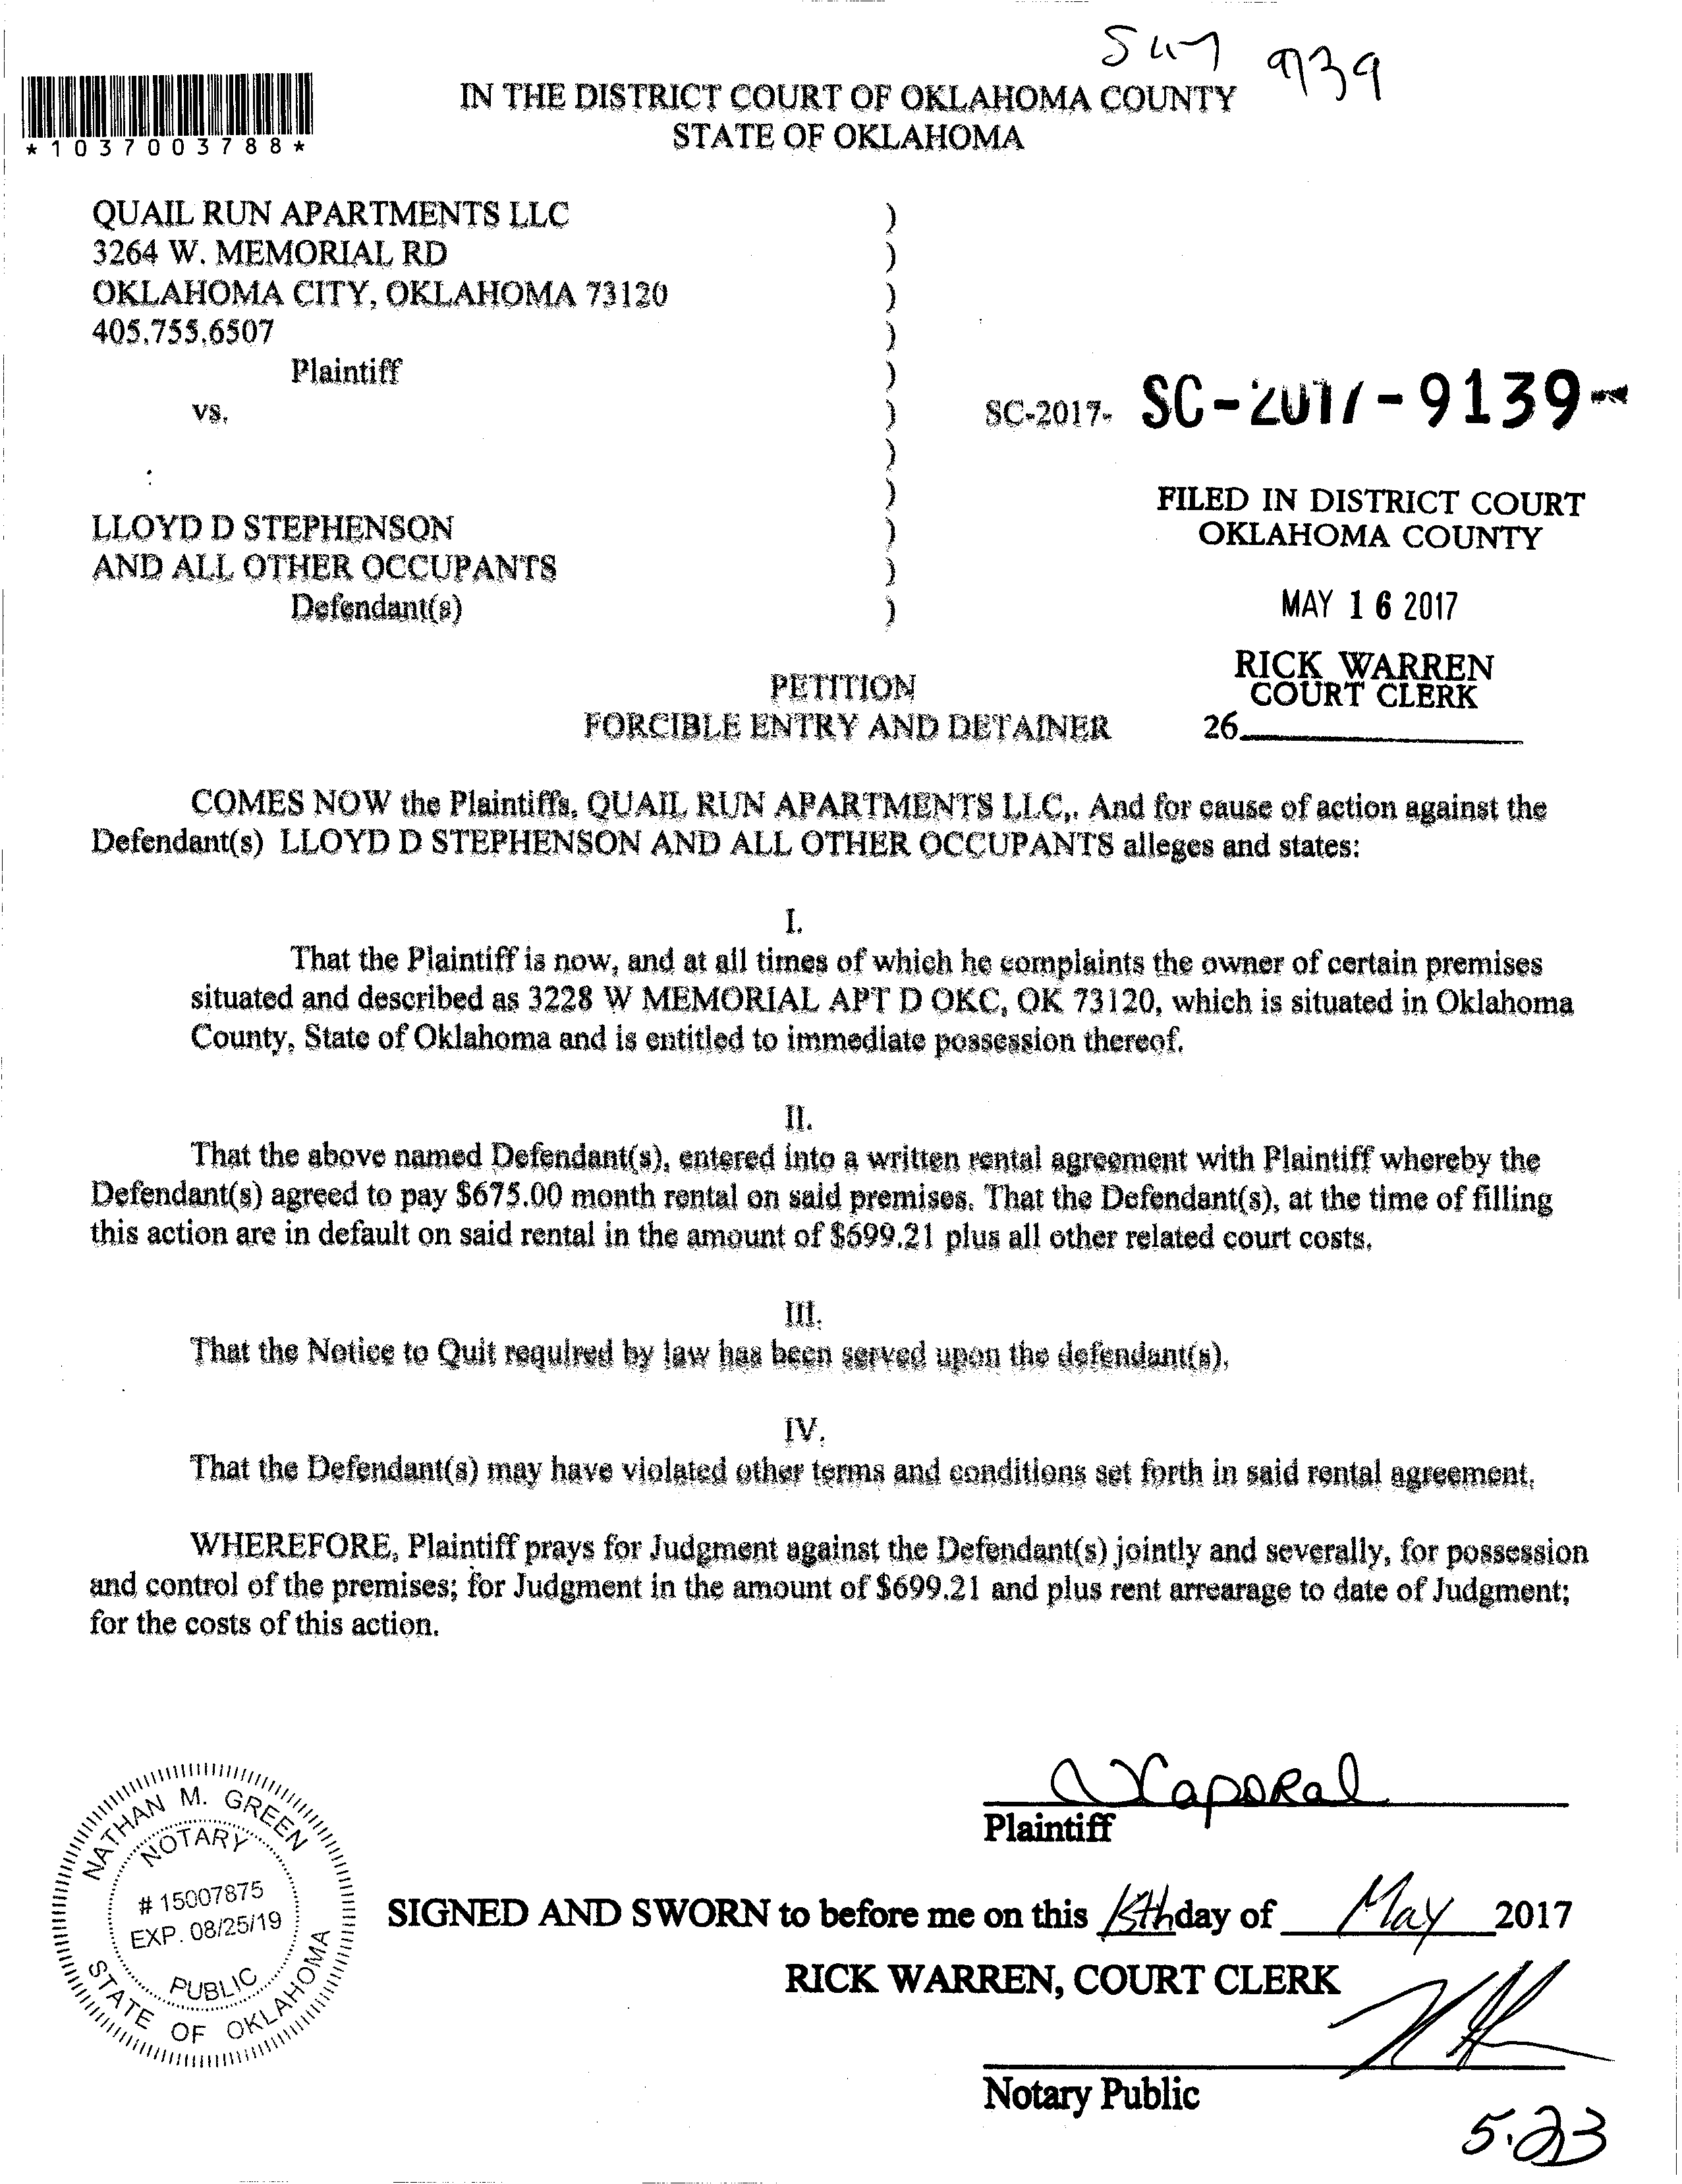 939
IN THE DISTRICT COURT OF OKLAHOMA COUNTY
STATE OF OKLAHOMA
*1037003788*
QUAIL RUN APARTMENTS LLC )
3264 W. MEMORIAL RD )
OKLAHOMA CITY, OKLAHOMA 73120 )
405.755.6507 )
Plaintiff )
vs. ) SC-2017- SC-2017-9139-
)
: )
LLOYD D STEPHENSON )
AND ALL OTHER OCCUPANTS )
Defendant(s) )
FILED IN DISTRICT COURT
OKLAHOMA COUNTY
MAY 16 2017
RICK WARREN
COURT CLERK
26
PETITION
FORCIBLE ENTRY AND DETAINER
COMES NOW the Plaintiffs, QUAIL RUN APARTMENTS LLC,. And for cause of action against the
Defendant(s) LLOYD D STEPHENSON AND ALL OTHER OCCUPANTS alleges and states:
I.
That the Plaintiff is now, and at all times of which he complaints the owner of certain premises
situated and described as 3228 W MEMORIAL APT D OKC, OK 73120, which is situated in Oklahoma
County, State of Oklahoma and is entitled to immediate possession thereof.
II.
That the above named Defendant(s), entered into a written rental agreement with Plaintiff whereby the
Defendant(s) agreed to pay $675.00 month rental on said premises. That the Defendant(s), at the time of filling
this action are in default on said rental in the amount of $699.21 plus all other related court costs.
III.
That the Notice to Quit required by law has been served upon the defendant(s).
IV.
That the Defendant(s) may have violated other terms and conditions set forth in said rental agreement.
WHEREFORE, Plaintiff prays for Judgment against the Defendant(s) jointly and severally, for possession
and control of the premises; for Judgment in the amount of $699.21 and plus rent arrearage to date of Judgment;
for the costs of this action.
Plaintiff
NATHAN M. GREEN
NOTARY
# 15007875
EXP. 08/25/19
PUBLIC
STATE OF OKLAHOMA
SIGNED AND SWORN to before me on this 15th day of May 2017
RICK WARREN, COURT CLERK
Notary Public
5.23